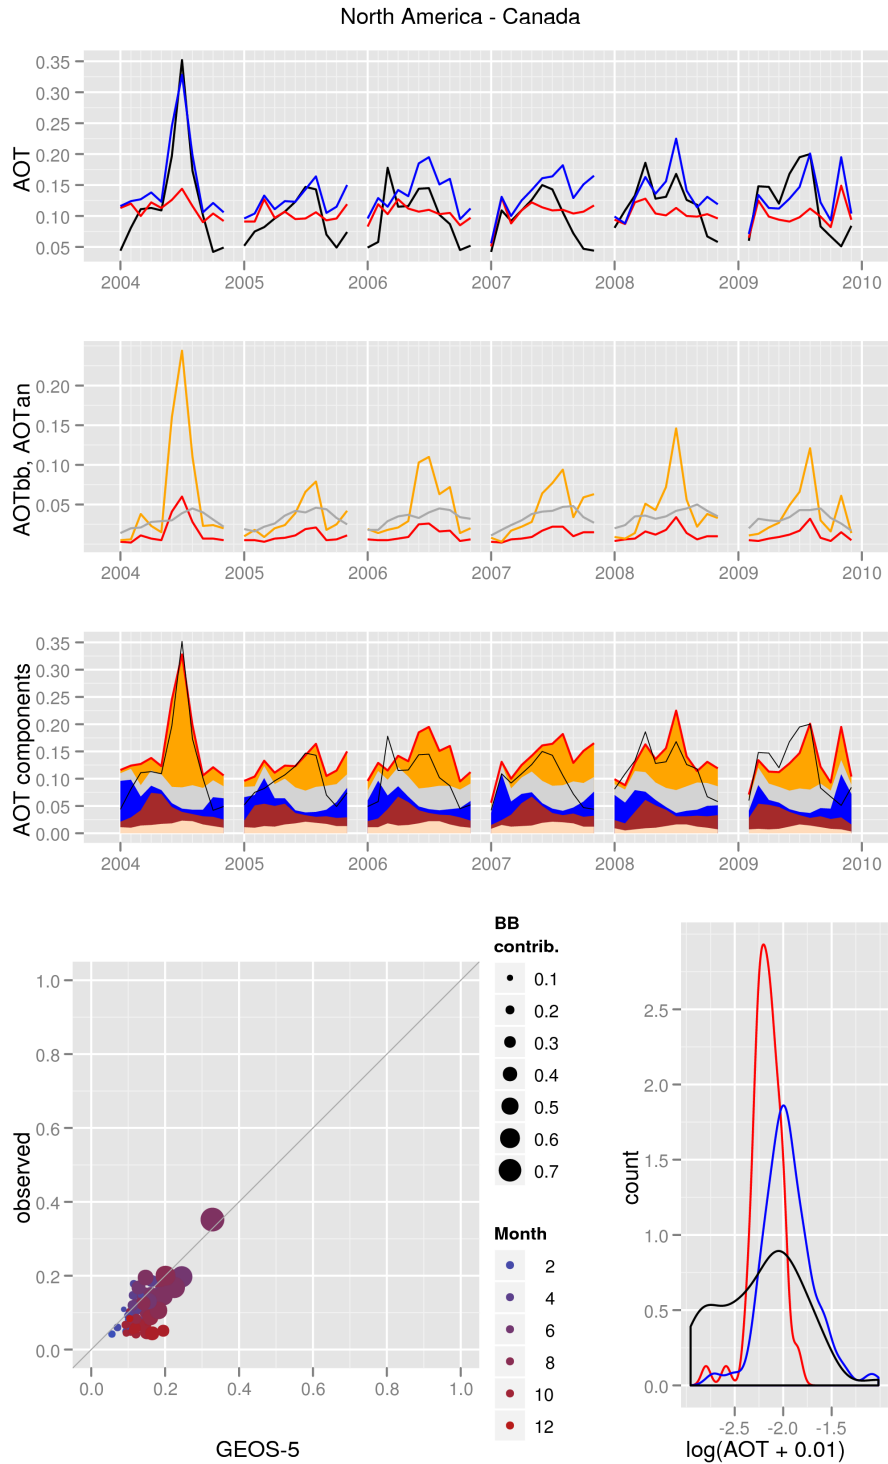 North America - Canada
AOT
0.35
0.30
0.25
0.20
0.15
0.10
0.05
2004 2005 2006 2007 2008 2009 2010
AOTbb, AOTan
0.20
0.15
0.10
0.05
2004 2005 2006 2007 2008 2009 2010
AOT components
0.35
0.30
0.25
0.20
0.15
0.10
0.05
0.00
2004 2005 2006 2007 2008 2009 2010
observed
1.0
0.8
0.6
0.4
0.2
0.0
0.0 0.2 0.4 0.6 0.8 1.0
GEOS-5
BB
contrib.
0.1
0.2
0.3
0.4
0.5
0.6
0.7
Month
2
4
6
8
10
12
count
2.5
2.0
1.5
1.0
0.5
0.0
-2.5 -2.0 -1.5
log(AOT + 0.01)